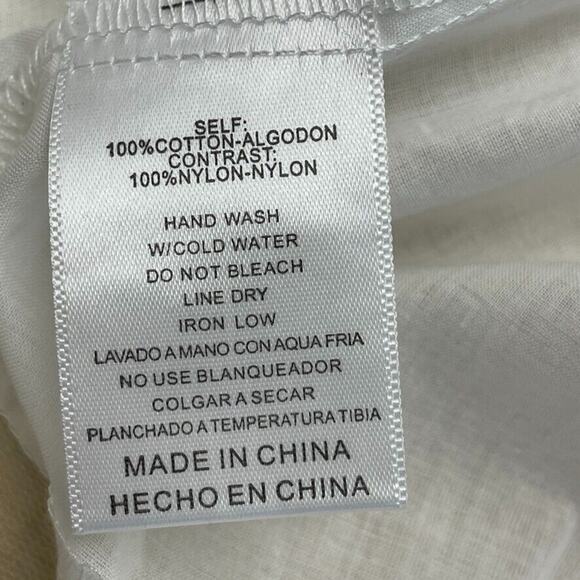 SELF:
100%COTTON-ALGODON
CONTRAST:
100%NYLON-NYLON
HAND WASH
W/COLD WATER
DO NOT BLEACH
LINE DRY
IRON LOW
LAVADO A MANO CON AQUA FRIA
NO USE BLANQUEADOR
COLGAR A SECAR
PLANCHADO A TEMPERATURA TIBIA
MADE IN CHINA
HECHO EN CHINA